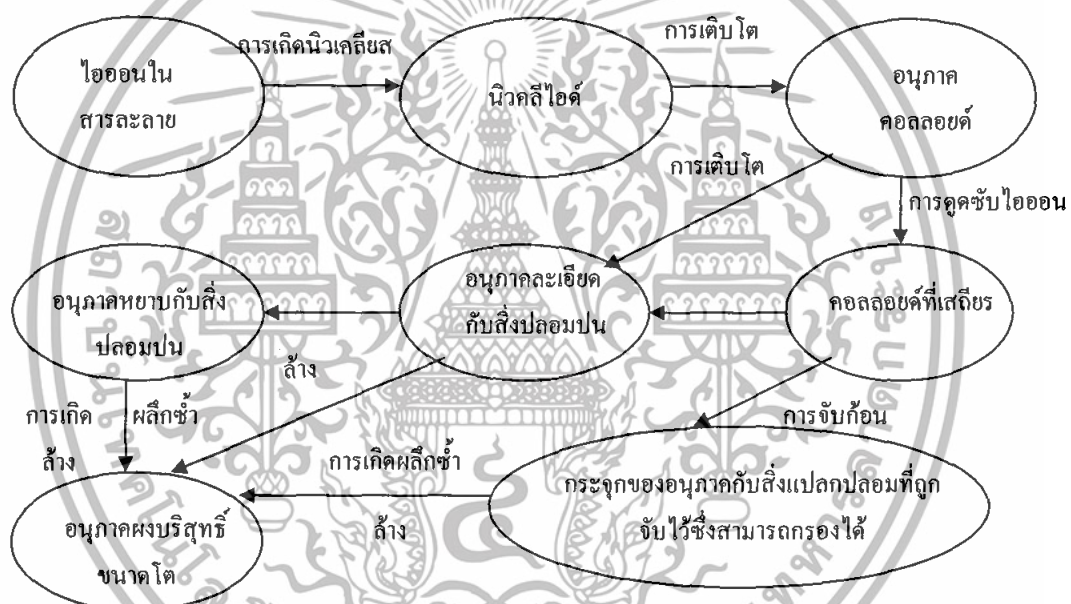 การเกิดนิวเคลียส
การเติบโต
ไอออนใน
สารละลาย
นิวคลีไอด์
อนุภาค
คอลลอยด์
การเติบโต
การดูดซับไอออน
อนุภาคหยาบกับสิ่ง
ปลอมปน
อนุภาคละเอียด
กับสิ่งปลอมปน
คอลลอยด์ที่เสถียร
ล้าง
การเกิด ผลึกซ้ำ
ล้าง
การจับก้อน
การเกิดผลึกซ้ำ
ล้าง
กระจุกของอนุภาคกับสิ่งแปลกปลอมที่ถูก
จับไว้ซึ่งสามารถกรองได้
อนุภาคผงบริสุทธิ์
ขนาดโต